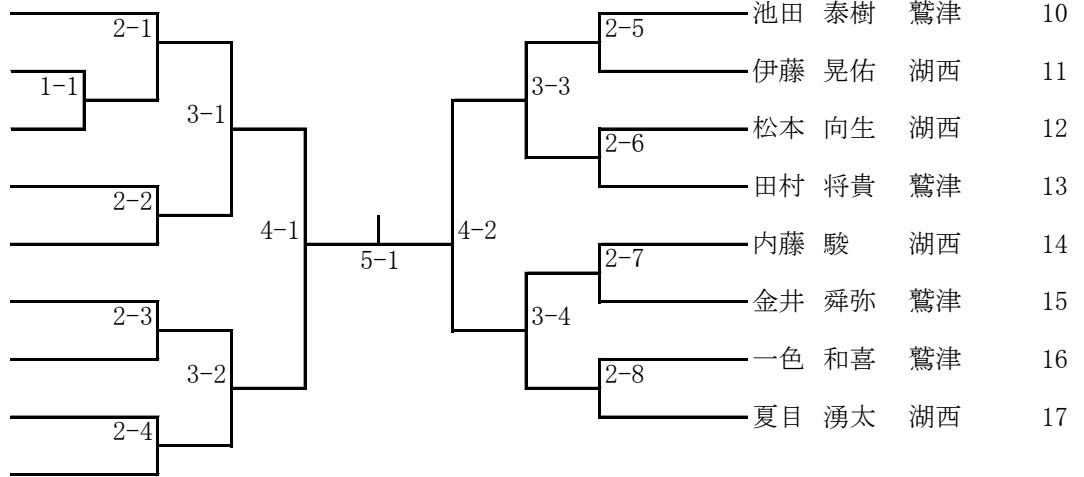 池田 泰樹 鷲津 10
2-1
2-5
伊藤 晃佑 湖西 11
1-1
3-3
3-1
松本 向生 湖西 12
2-6
田村 将貴 鷲津 13
2-2
4-1
4-2
内藤 駿 湖西 14
5-1
2-7
金井 舜弥 鷲津 15
2-3
3-4
一色 和喜 鷲津 16
3-2
2-8
夏目 湧太 湖西 17
2-4